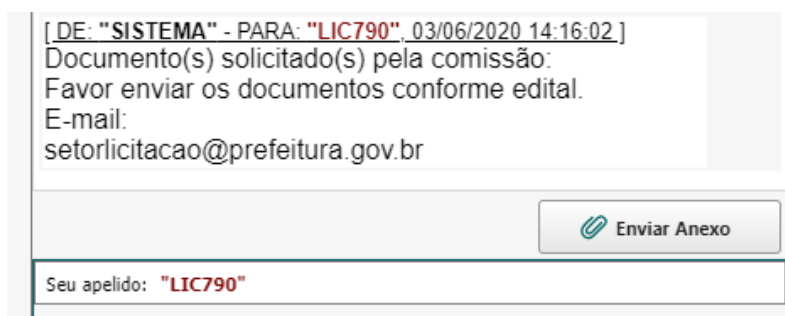 [ DE: "SISTEMA" - PARA: "LIC790", 03/06/2020 14:16:02 ]
Documento(s) solicitado(s) pela comissão:
Favor enviar os documentos conforme edital.
E-mail:
setorlicitacao@prefeitura.gov.br
Enviar Anexo
Seu apelido: "LIC790"